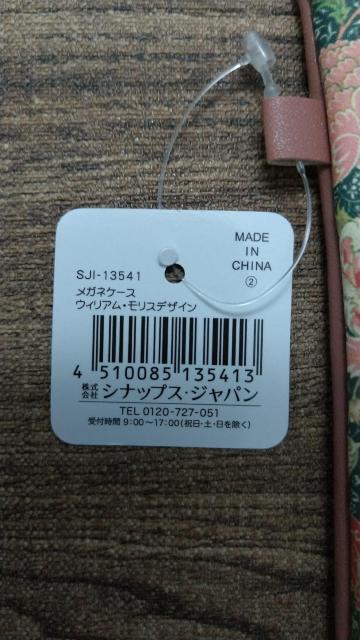 MADE
IN
CHINA
②
SJI-13541
メガネケース
ウィリアム・モリスデザイン
4 510085 135413
株式会社 シナップス・ジャパン
TEL 0120-727-051
受付時間 9:00～17:00(祝日・土・日を除く)